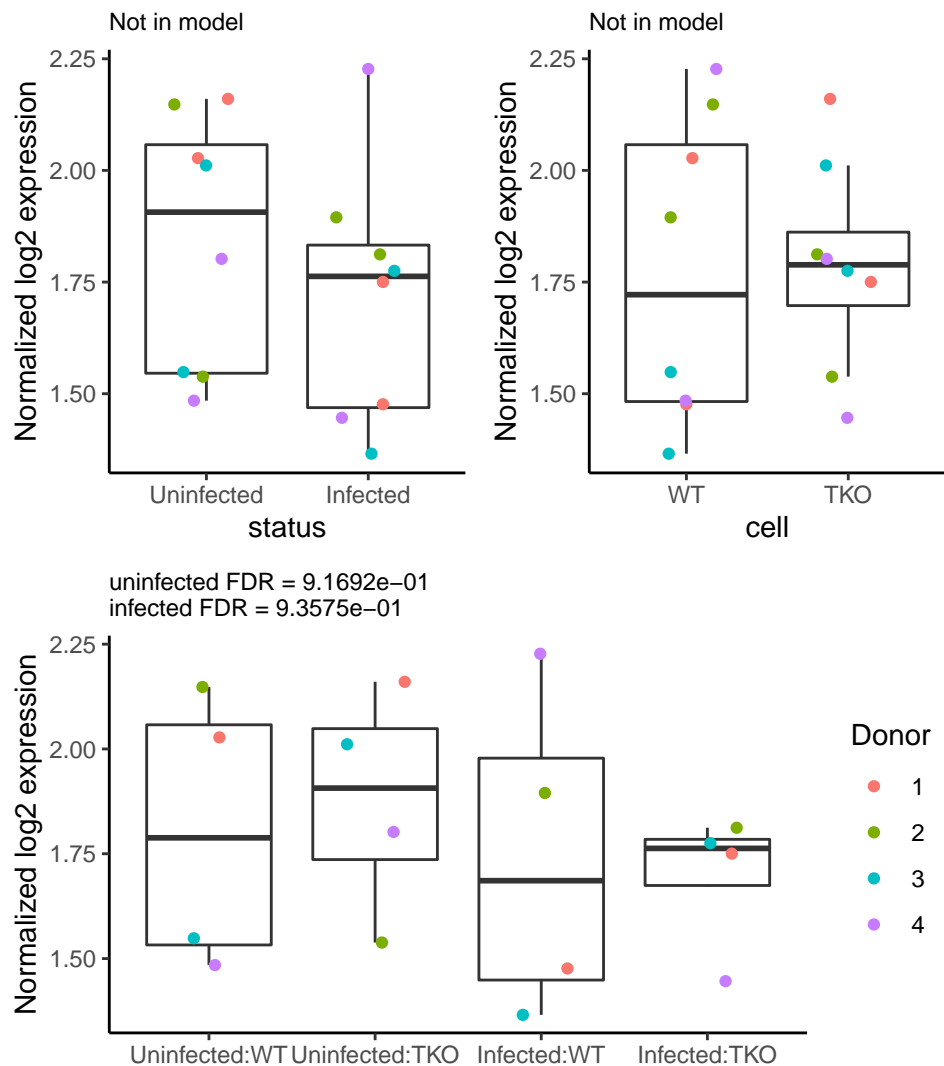 Not in model
Normalized log2 expression
2.25
2.00
1.75
1.50
Uninfected Infected
status
Not in model
Normalized log2 expression
2.25
2.00
1.75
1.50
WT TKO
cell
uninfected FDR = 9.1692e−01
infected FDR = 9.3575e−01
Normalized log2 expression
2.25
2.00
1.75
1.50
Uninfected:WT Uninfected:TKO Infected:WT Infected:TKO
Donor
1
2
3
4